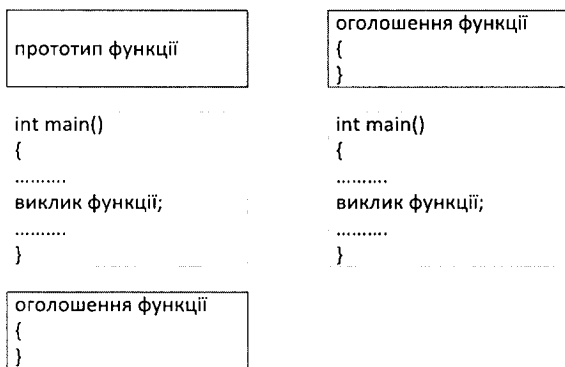 прототип функції
int main()
{
..........
виклик функції;
..........
}
оголошення функції
{
}
оголошення функції
{
}
int main()
{
..........
виклик функції;
..........
}